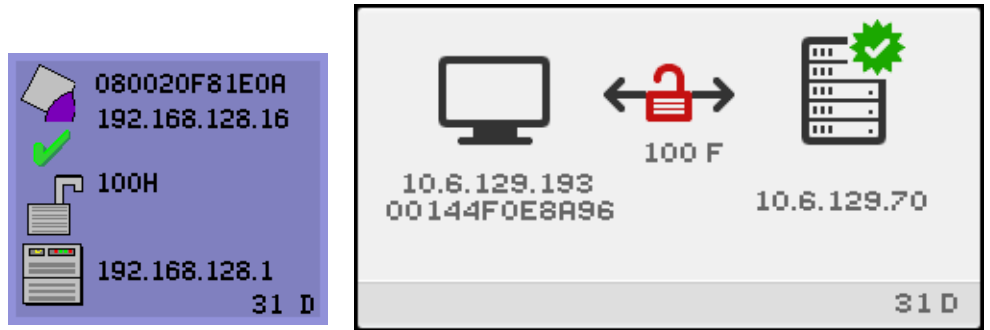 080020F81E0A
192.168.128.16
100H
192.168.128.1
31 D
100 F
10.6.129.193
00144F0E8A96
10.6.129.70
31 D